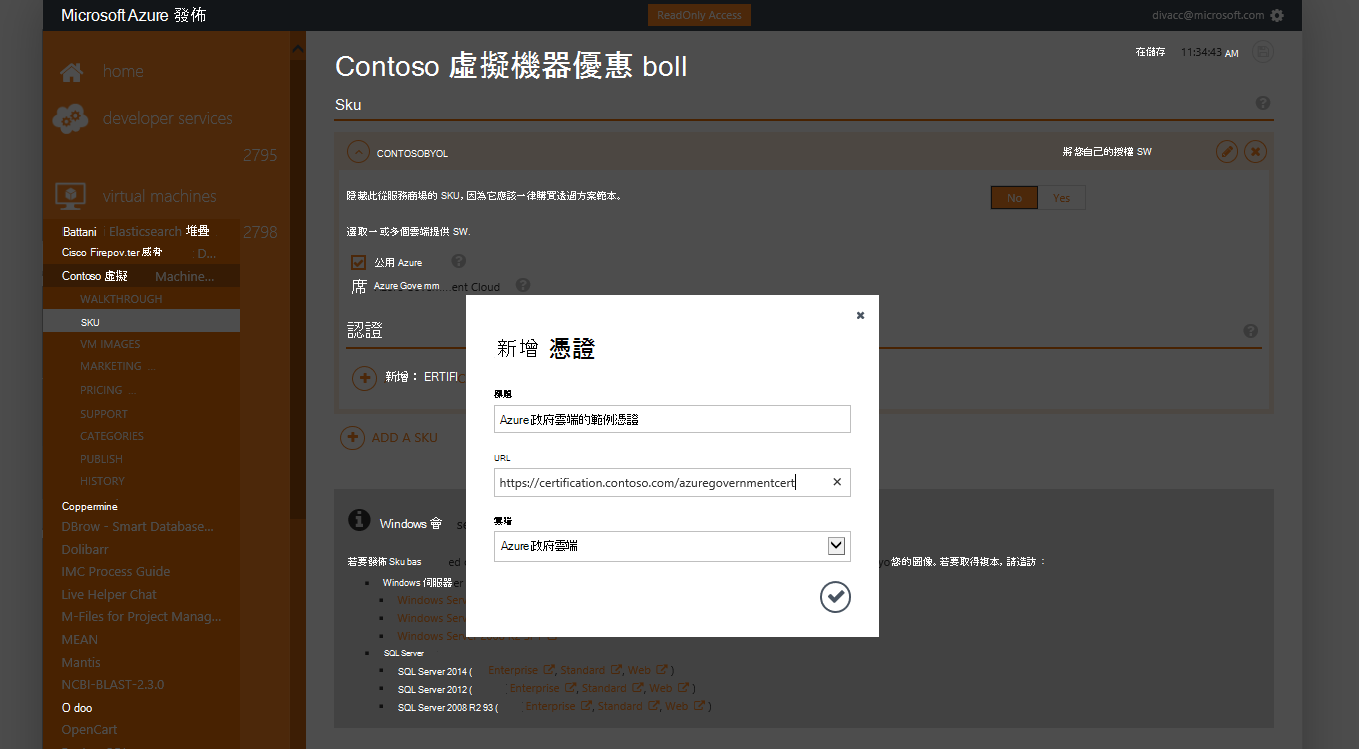 Microsoft Azure 發佈
ReadOnly Access
divacc@microsoft.com
home
developer services
2795
virtual machines
Battani Elasticsearch 堆疊 2798
Cisco Firepov.ter 威脅 D...
Contoso 虛擬 Machine...
WALKTHROUGH
SKU
VM IMAGES
MARKETING ...
PRICING ...
SUPPORT
CATEGORIES
PUBLISH
HISTORY
Coppermine
DBrow - Smart Database...
Dolibarr
IMC Process Guide
Live Helper Chat
M-Files for Project Manag...
MEAN
Mantis
NCBI-BLAST-2.3.0
O doo
OpenCart
在儲存 11:34:43 AM
Contoso 虛擬機器優惠 boll
Sku
CONTOSOBYOL
將您自己的授權 SW
隱藏此從服務商場的 SKU, 因為它應該一律購買透過方案範本。
No Yes
選取一或多個雲端提供 SW.
公用 Azure
席 Azure Gove mm ent Cloud
認證
新增： ERTIFI
ADD A SKU
新增 憑證
標題
Azure政府雲端的範例憑證
URL
https://certification.contoso.com/azuregovernmentcert
雲端
Azure政府雲端
Windows 會 se
若要發佈 Sku bas ed 您的圖像。若要取得複本, 請造訪：
Windows 伺服器er
Windows Serv
Windows Serv
Windows Server 2008 R2 SP1
SQL Server
SQL Server 2014 ( Enterprise , Standard , Web )
SQL Server 2012 ( Enterprise , Standard , Web )
SQL Server 2008 R2 93 ( Enterprise , Standard , Web )